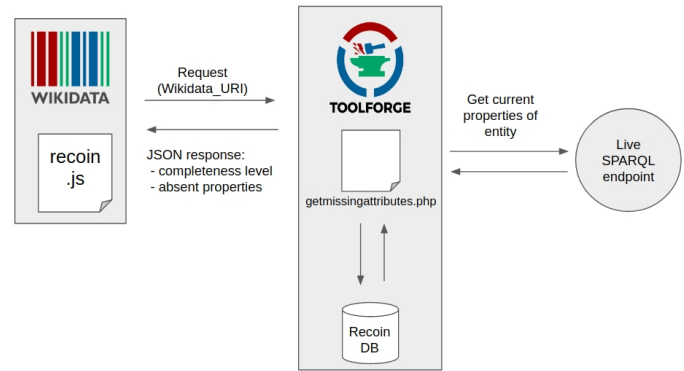 WIKIDATA
recoin
.js
Request
(Wikidata_URI)
JSON response:
- completeness level
- absent properties
TOOLFORGE
getmissingattributes.php
Recoin
DB
Get current
properties of
entity
Live
SPARQL
endpoint